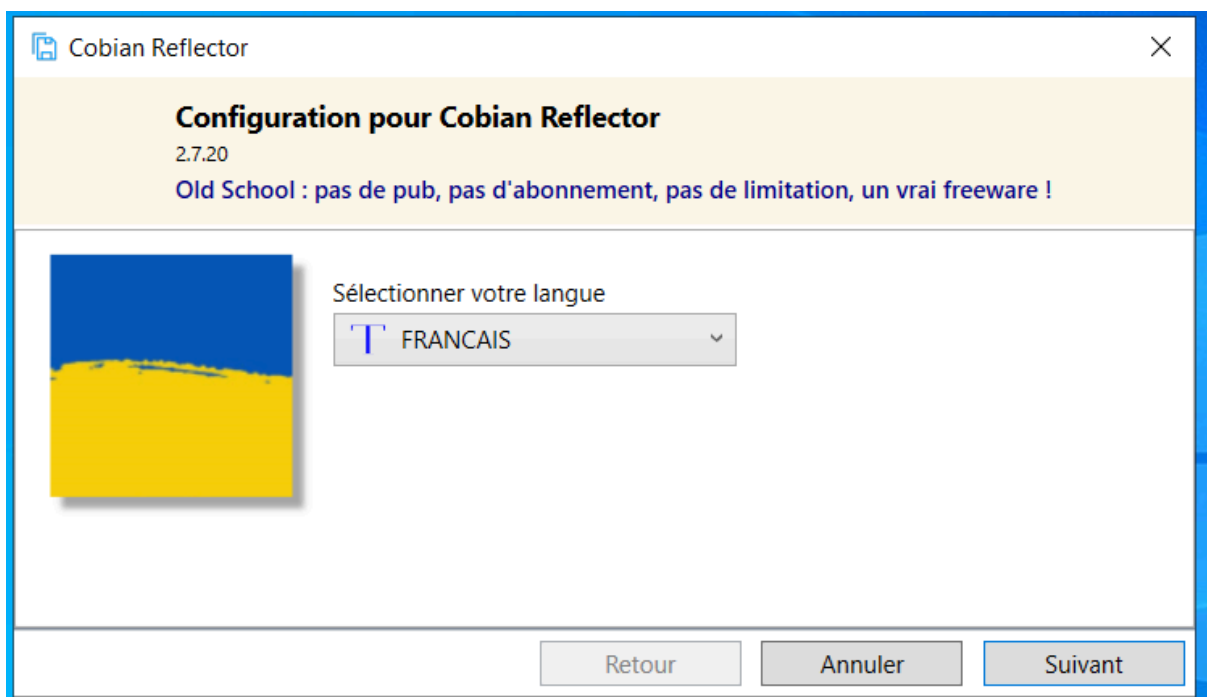 Cobian Reflector
Configuration pour Cobian Reflector
2.7.20
Old School : pas de pub, pas d'abonnement, pas de limitation, un vrai freeware !
Sélectionner votre langue
FRANCAIS
Retour
Annuler
Suivant